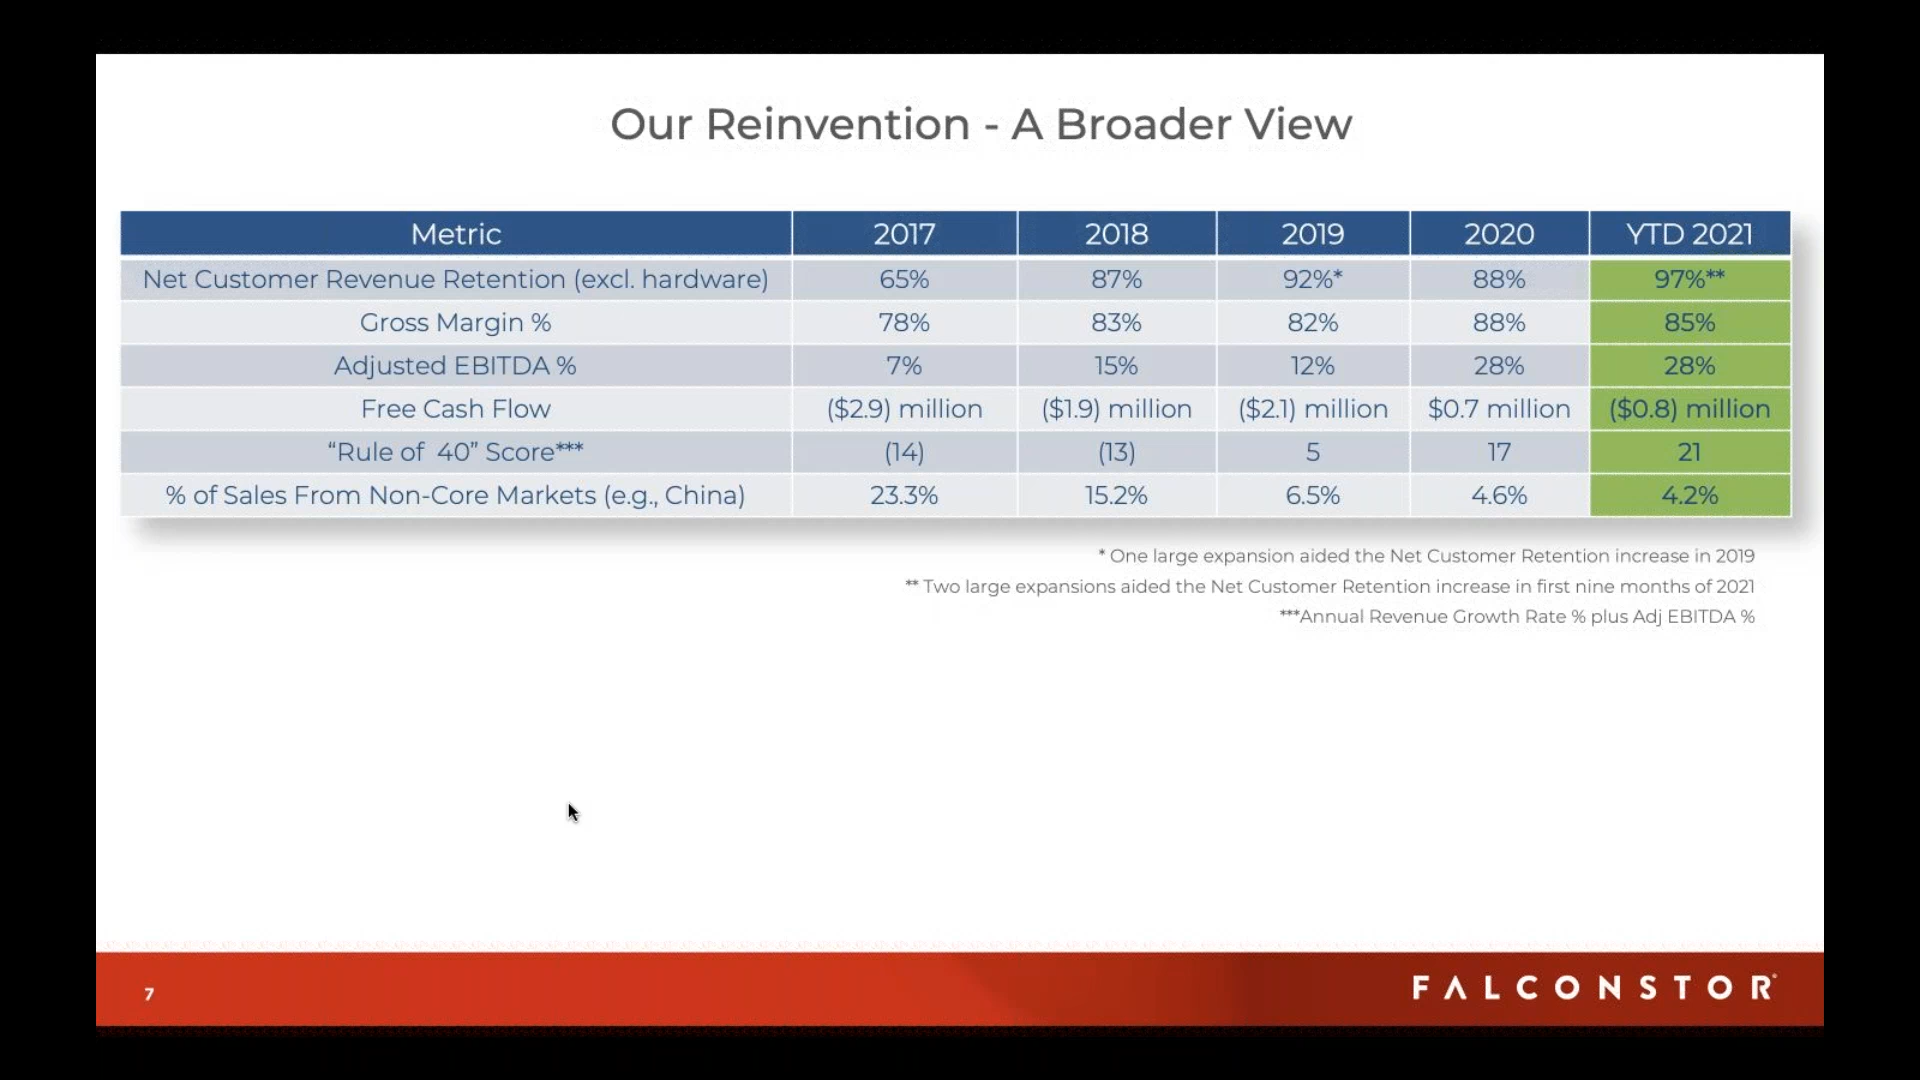 Our Reinvention - A Broader View
Metric 2017 2018 2019 2020 YTD 2021
Net Customer Revenue Retention (excl. hardware) 65% 87% 92%* 88% 97%**
Gross Margin % 78% 83% 82% 88% 85%
Adjusted EBITDA % 7% 15% 12% 28% 28%
Free Cash Flow ($2.9) million ($1.9) million ($2.1) million $0.7 million ($0.8) million
“Rule of 40” Score*** (14) (13) 5 17 21
% of Sales From Non-Core Markets (e.g., China) 23.3% 15.2% 6.5% 4.6% 4.2%
* One large expansion aided the Net Customer Retention increase in 2019
** Two large expansions aided the Net Customer Retention increase in first nine months of 2021
***Annual Revenue Growth Rate % plus Adj EBITDA %
7
FALCONSTOR